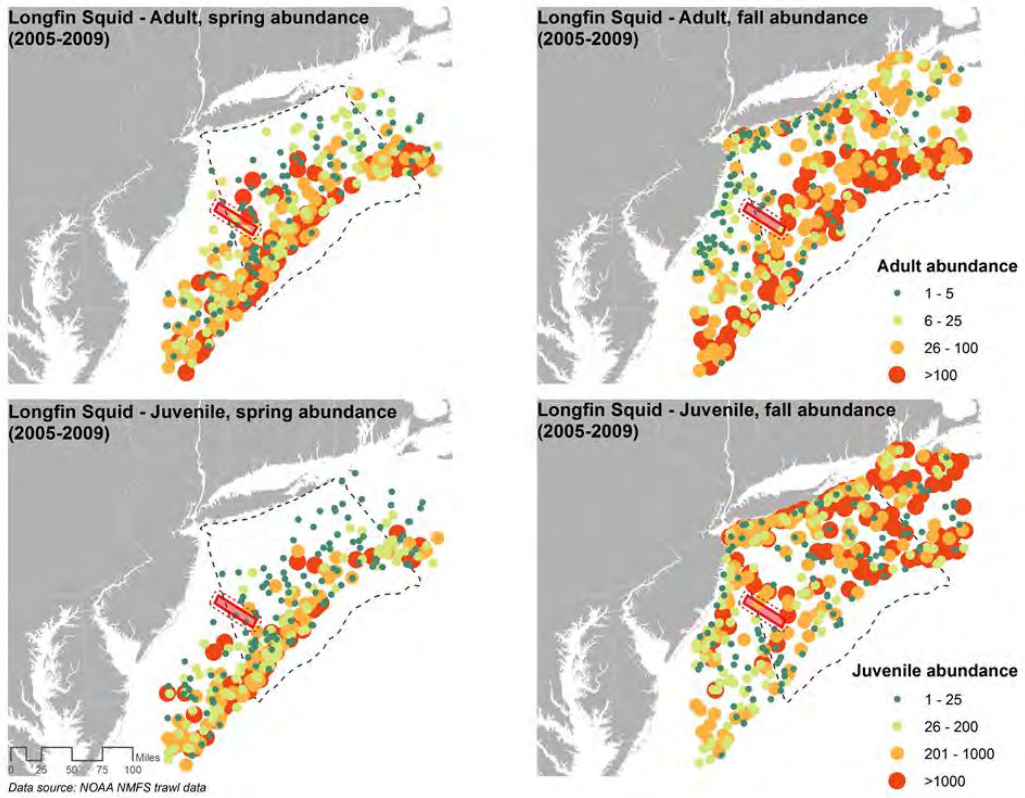 Longfin Squid - Adult, spring abundance
(2005-2009)
Longfin Squid - Adult, fall abundance
(2005-2009)
Adult abundance
1 - 5
6 - 25
26 - 100
>100
Longfin Squid - Juvenile, spring abundance
(2005-2009)
Longfin Squid - Juvenile, fall abundance
(2005-2009)
Juvenile abundance
1 - 25
26 - 200
201 - 1000
>1000
Miles
0 25 50 75 100
Data source: NOAA NMFS trawl data